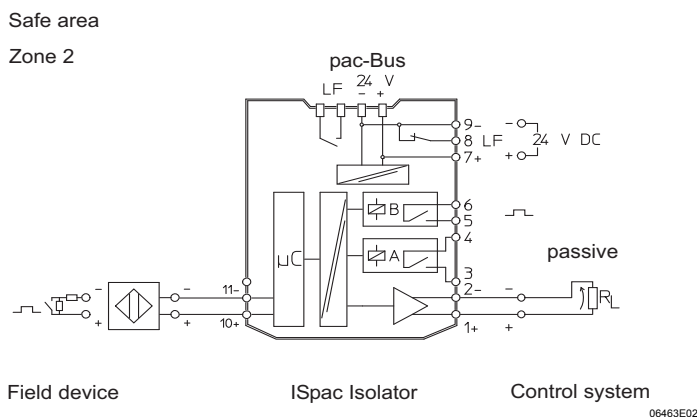 Safe area
Zone 2
pac-Bus
LF 24 V
- +
9-
8 LF
7+
- +
24 V DC
6
5
4
3
2-
1+
B
A
µC
passive
11-
10+
- +
- +
- +
RL
Field device
ISpac Isolator
Control system
06463E02